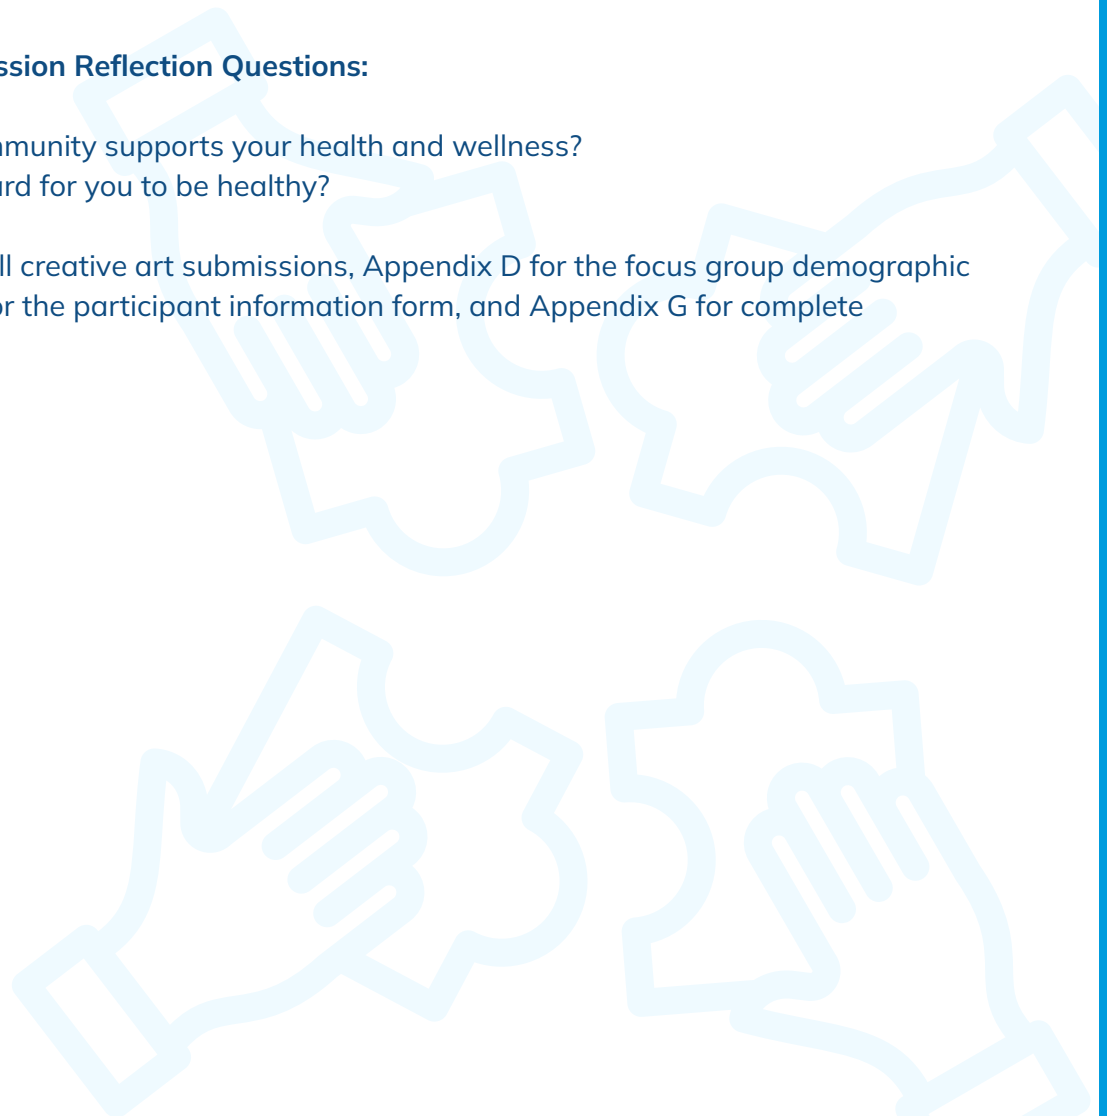 ssion Reflection Questions:
mmunity supports your health and wellness?
ard for you to be healthy?
ll creative art submissions, Appendix D for the focus group demographic
or the participant information form, and Appendix G for complete